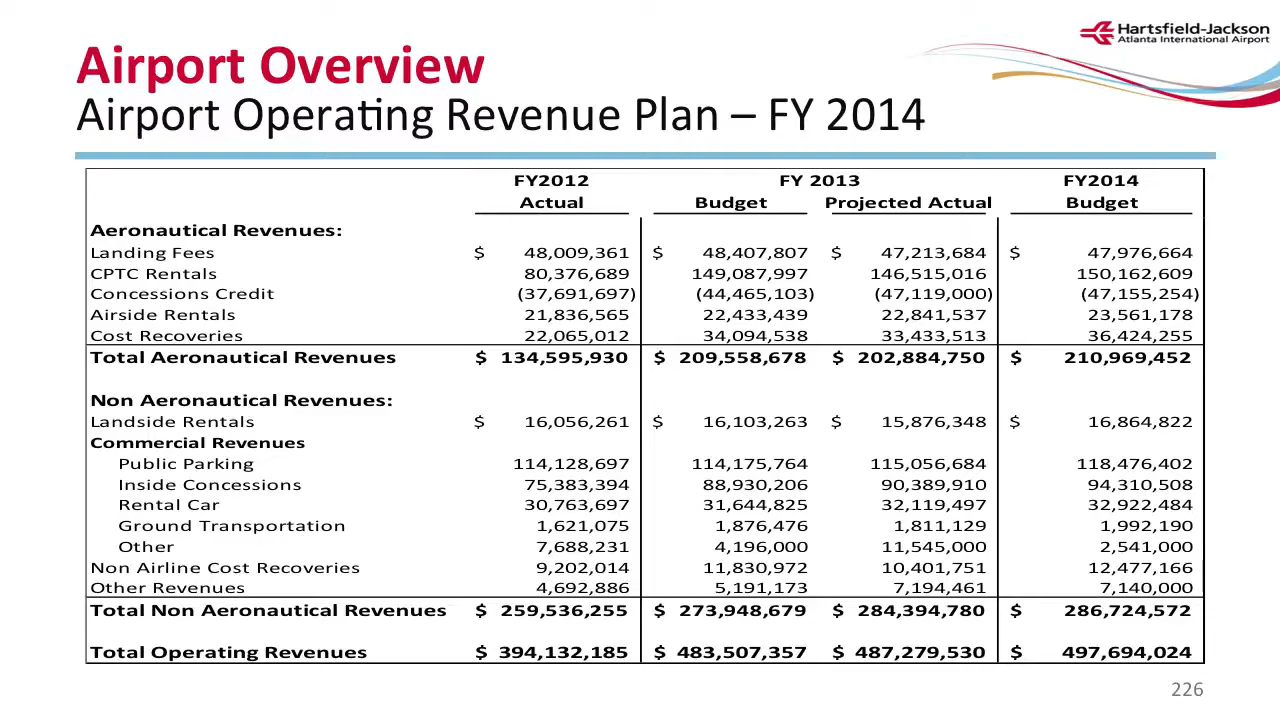 Hartsfield-Jackson
Atlanta International Airport
Airport Overview
Airport Operating Revenue Plan – FY 2014
FY2012 FY 2013 FY2014
Actual Budget Projected Actual Budget
Aeronautical Revenues:
Landing Fees $ 48,009,361 $ 48,407,807 $ 47,213,684 $ 47,976,664
CPTC Rentals 80,376,689 149,087,997 146,515,016 150,162,609
Concessions Credit (37,691,697) (44,465,103) (47,119,000) (47,155,254)
Airside Rentals 21,836,565 22,433,439 22,841,537 23,561,178
Cost Recoveries 22,065,012 34,094,538 33,433,513 36,424,255
Total Aeronautical Revenues $ 134,595,930 $ 209,558,678 $ 202,884,750 $ 210,969,452
Non Aeronautical Revenues:
Landside Rentals $ 16,056,261 $ 16,103,263 $ 15,876,348 $ 16,864,822
Commercial Revenues
Public Parking 114,128,697 114,175,764 115,056,684 118,476,402
Inside Concessions 75,383,394 88,930,206 90,389,910 94,310,508
Rental Car 30,763,697 31,644,825 32,119,497 32,922,484
Ground Transportation 1,621,075 1,876,476 1,811,129 1,992,190
Other 7,688,231 4,196,000 11,545,000 2,541,000
Non Airline Cost Recoveries 9,202,014 11,830,972 10,401,751 12,477,166
Other Revenues 4,692,886 5,191,173 7,194,461 7,140,000
Total Non Aeronautical Revenues $ 259,536,255 $ 273,948,679 $ 284,394,780 $ 286,724,572
Total Operating Revenues $ 394,132,185 $ 483,507,357 $ 487,279,530 $ 497,694,024
226